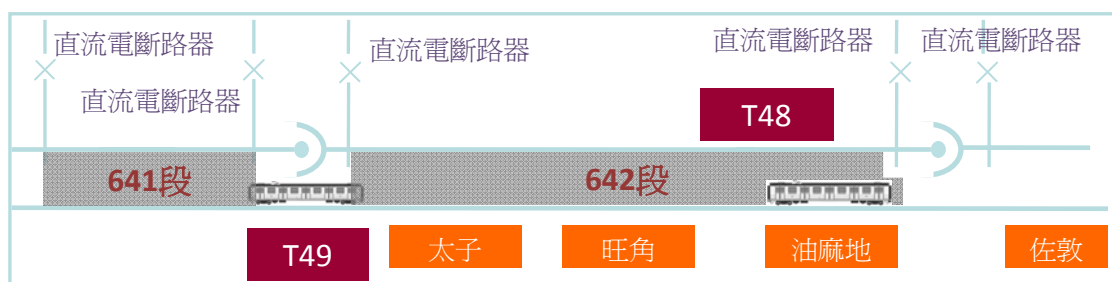 直流電斷路器
直流電斷路器
直流電斷路器
直流電斷路器
直流電斷路器
T48
641段
642段
T49
太子
旺角
油麻地
佐敦